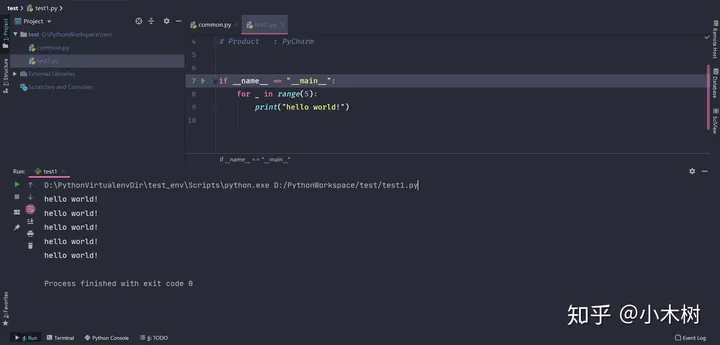 test › test1.py ›
Project
test D:\PythonWorkspace\test
common.py
test1.py
External Libraries
Scratches and Consoles
1: Project
7: Structure
2: Favorites
common.py
test1.py
4 # Product : PyCharm
5
6
7 if __name__ == "__main__":
8 for _ in range(5):
9 print("hello world!")
10
if __name__ == "__main__"
Remote Host
Database
SciView
Run: test1
D:\PythonVirtualenvDir\test_env\Scripts\python.exe D:/PythonWorkspace/test/test1.py
hello world!
hello world!
hello world!
hello world!
hello world!
Process finished with exit code 0
知乎 @小木树
4: Run Terminal Python Console 6: TODO Event Log